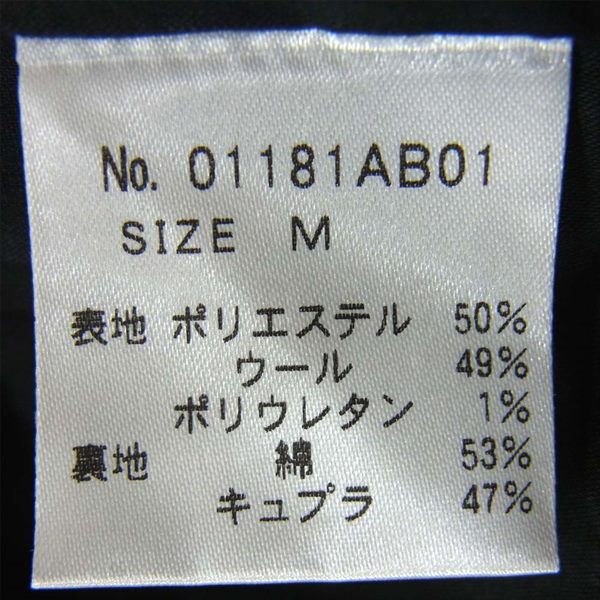 No. 01181AB01
SIZE M
表地 ポリエステル 50%
ウール 49%
ポリウレタン 1%
裏地 綿 53%
キュプラ 47%